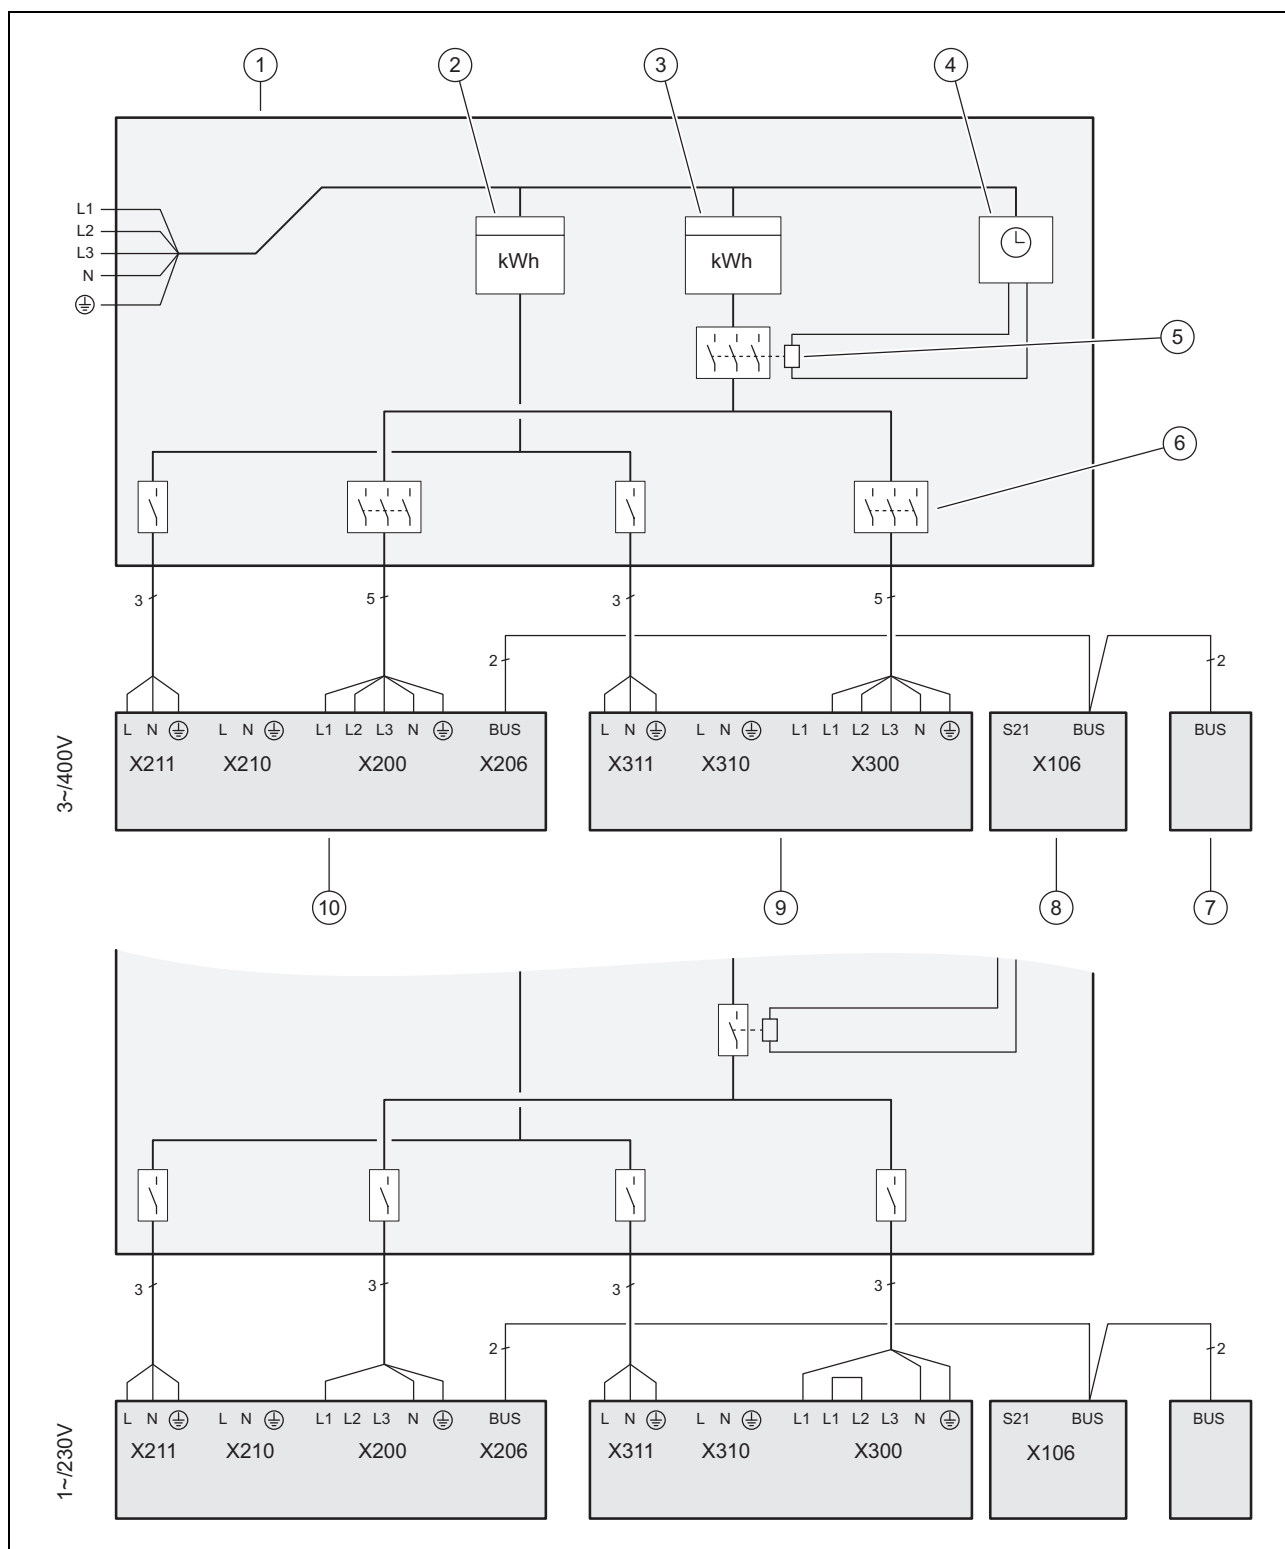 1 2 3 4
L1
L2
L3
N
kWh kWh
5
6
3 5 3 5
2 2
L N L N L1 L2 L3 N BUS L N L N L1 L1 L2 L3 N S21 BUS BUS
X211 X210 X200 X206 X311 X310 X300 X106
3~/400V
10 9 8 7
3 3 3 3
2 2
L N L N L1 L2 L3 N BUS L N L N L1 L1 L2 L3 N S21 BUS BUS
X211 X210 X200 X206 X311 X310 X300 X106
1~/230V